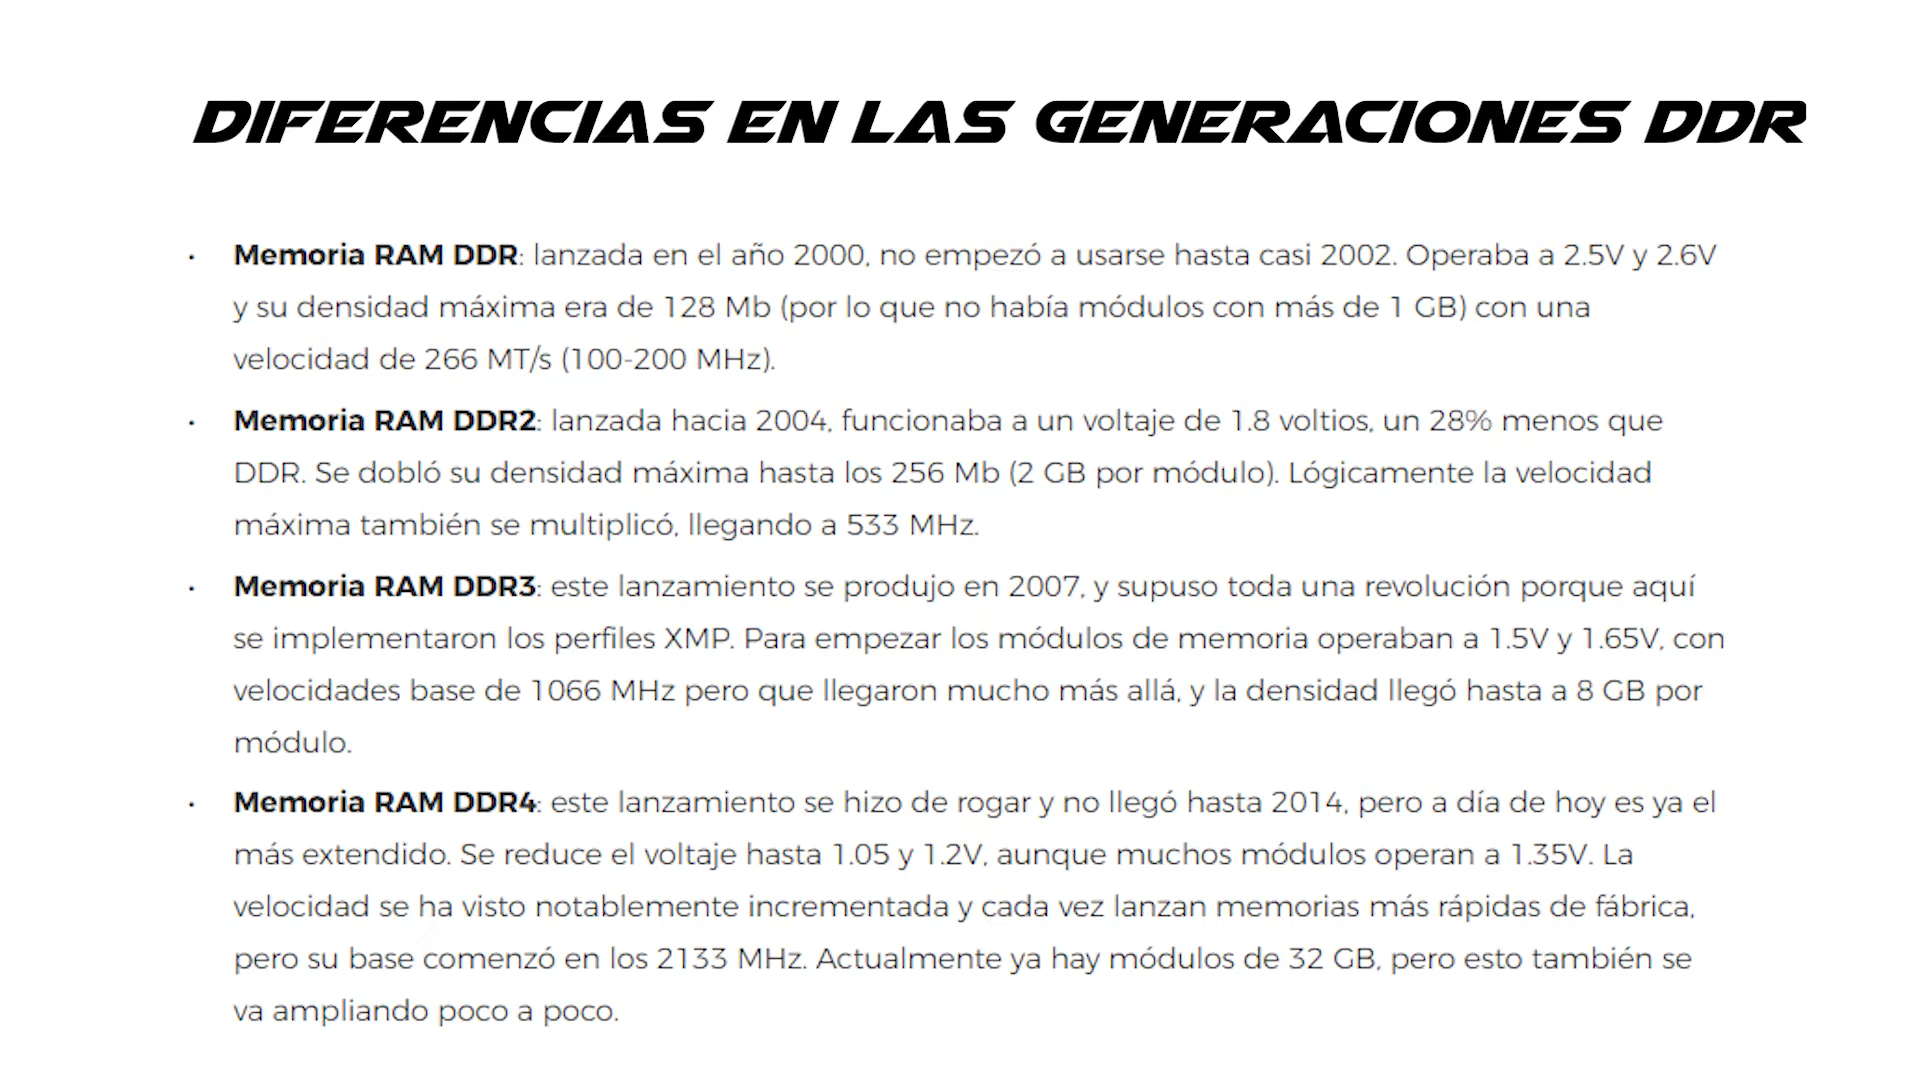 DIFERENCIAS EN LAS GENERACIONES DDR
• Memoria RAM DDR: lanzada en el año 2000, no empezó a usarse hasta casi 2002. Operaba a 2.5V y 2.6V
y su densidad máxima era de 128 Mb (por lo que no había módulos con más de 1 GB) con una
velocidad de 266 MT/s (100-200 MHz).
• Memoria RAM DDR2: lanzada hacia 2004, funcionaba a un voltaje de 1.8 voltios, un 28% menos que
DDR. Se dobló su densidad máxima hasta los 256 Mb (2 GB por módulo). Lógicamente la velocidad
máxima también se multiplicó, llegando a 533 MHz.
• Memoria RAM DDR3: este lanzamiento se produjo en 2007, y supuso toda una revolución porque aquí
se implementaron los perfiles XMP. Para empezar los módulos de memoria operaban a 1.5V y 1.65V, con
velocidades base de 1066 MHz pero que llegaron mucho más allá, y la densidad llegó hasta a 8 GB por
módulo.
• Memoria RAM DDR4: este lanzamiento se hizo de rogar y no llegó hasta 2014, pero a día de hoy es ya el
más extendido. Se reduce el voltaje hasta 1.05 y 1.2V, aunque muchos módulos operan a 1.35V. La
velocidad se ha visto notablemente incrementada y cada vez lanzan memorias más rápidas de fábrica,
pero su base comenzó en los 2133 MHz. Actualmente ya hay módulos de 32 GB, pero esto también se
va ampliando poco a poco.